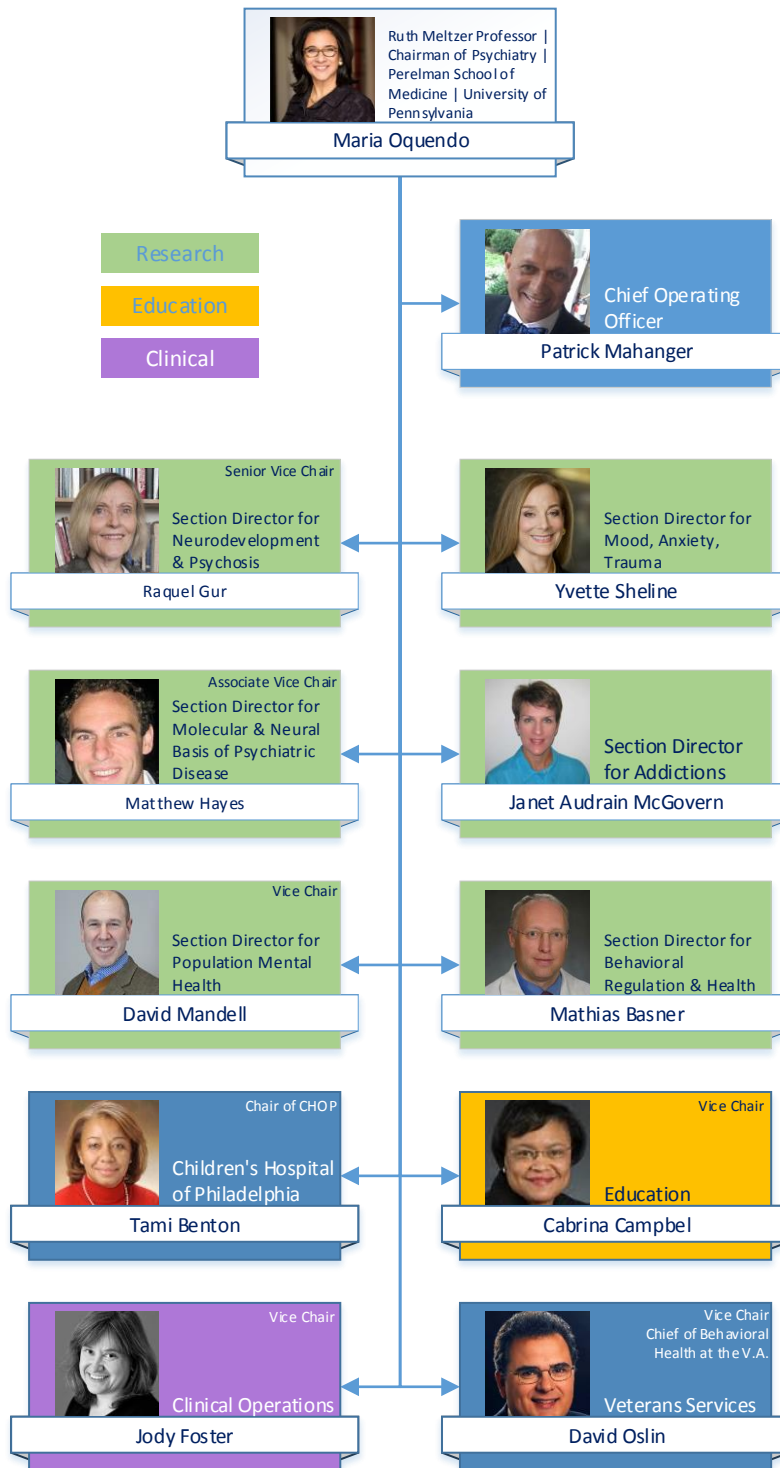 Ruth Meltzer Professor |
Chairman of Psychiatry |
Perelman School of
Medicine | University of
Pennsylvania
Maria Oquendo
Research
Education
Clinical
Chief Operating
Officer
Patrick Mahanger
Senior Vice Chair
Section Director for
Neurodevelopment
& Psychosis
Raquel Gur
Section Director for
Mood, Anxiety,
Trauma
Yvette Sheline
Associate Vice Chair
Section Director for
Molecular & Neural
Basis of Psychiatric
Disease
Matthew Hayes
Section Director
for Addictions
Janet Audrain McGovern
Vice Chair
Section Director for
Population Mental
Health
David Mandell
Section Director for
Behavioral
Regulation & Health
Mathias Basner
Chair of CHOP
Children's Hospital
of Philadelphia
Tami Benton
Vice Chair
Education
Cabrina Campbel
Vice Chair
Clinical Operations
Jody Foster
Vice Chair
Chief of Behavioral
Health at the V.A.
Veterans Services
David Oslin